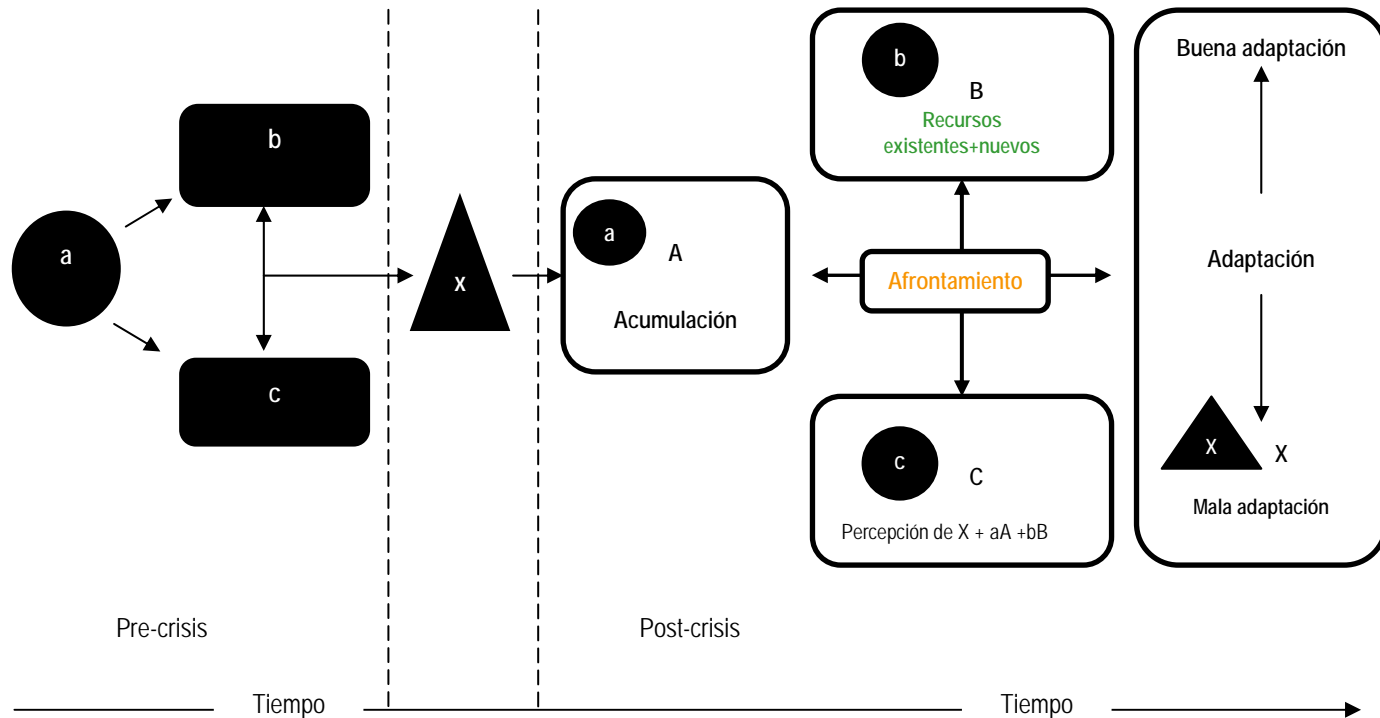 a
b
c
x
a
A
Acumulación
b
B
Recursos
existentes+nuevos
Afrontamiento
c
C
Percepción de X + aA +bB
Buena adaptación
Adaptación
X
X
Mala adaptación
Pre-crisis
Post-crisis
Tiempo
Tiempo